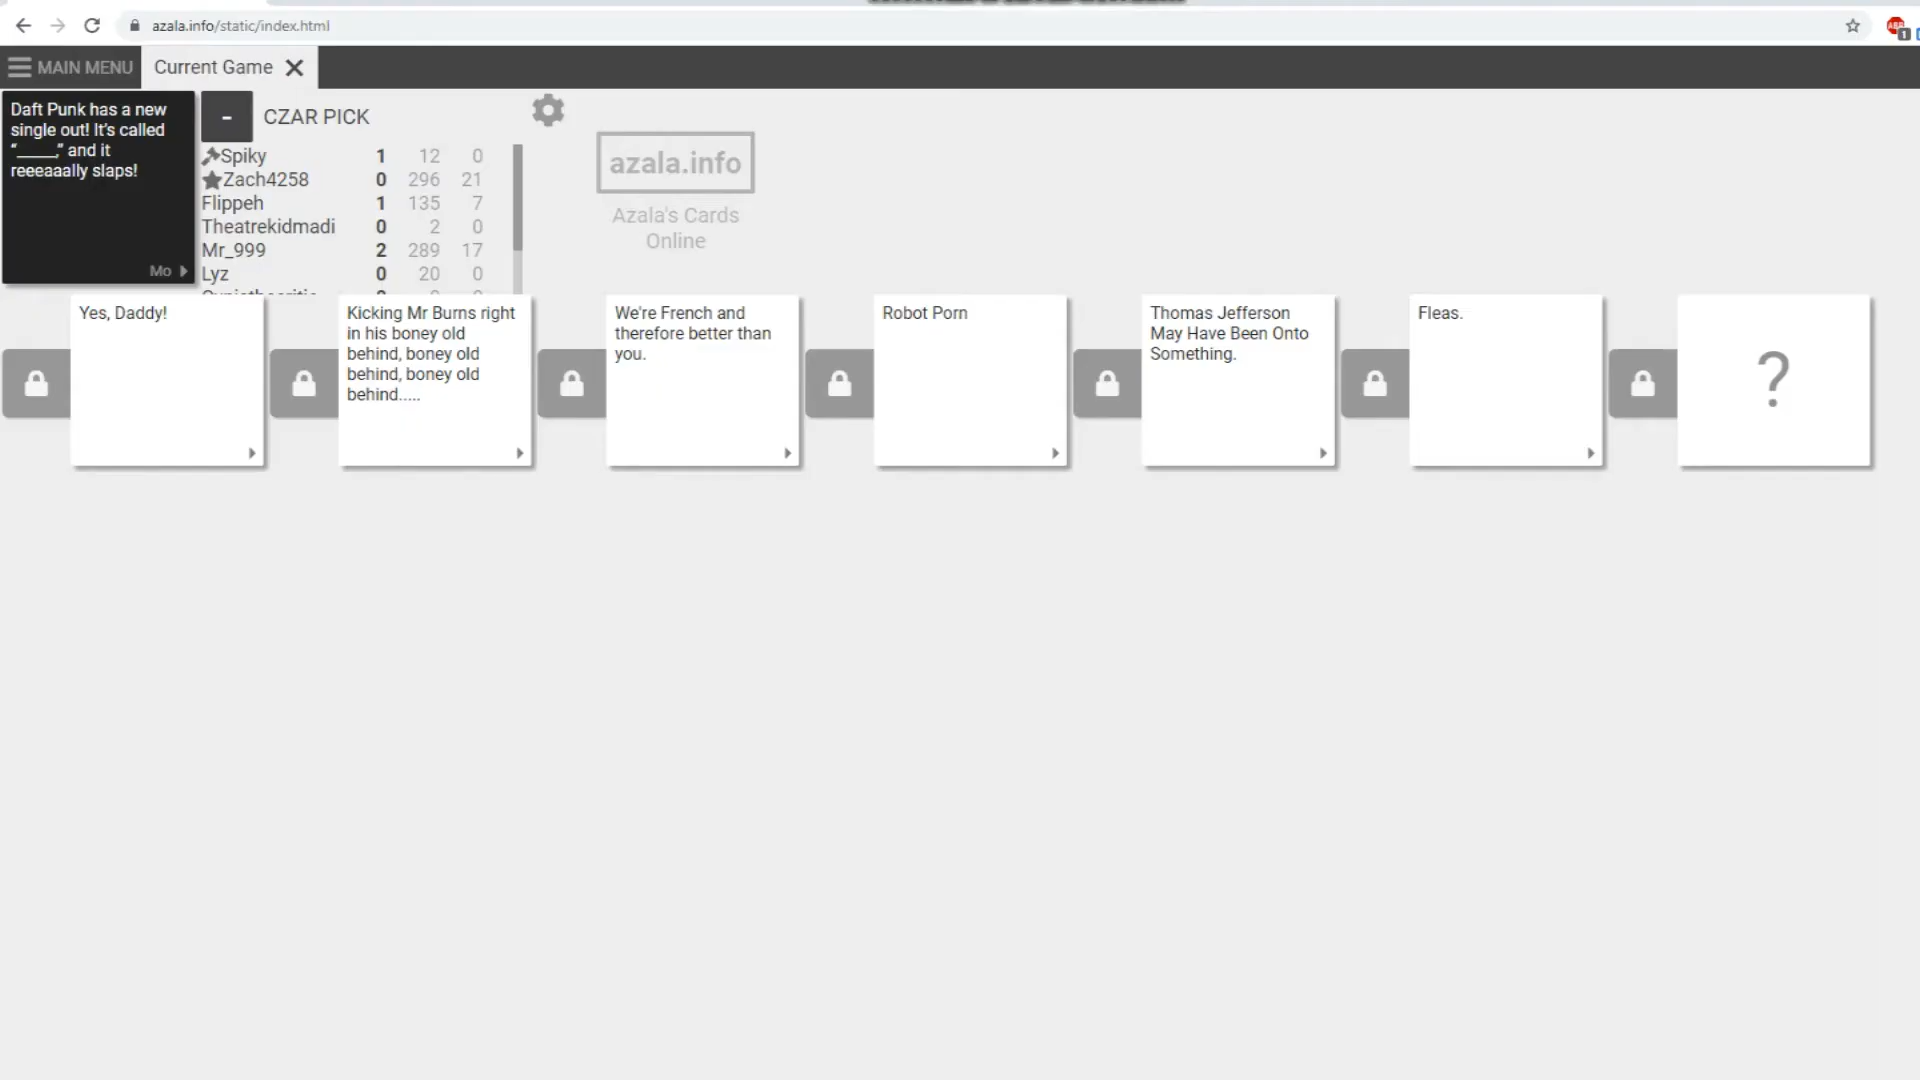 azala.info/static/index.html
MAIN MENU
Current Game
Daft Punk has a new
single out! It's called
"_____," and it
reeeaaally slaps!
Mo
-
CZAR PICK
Spiky 1 12 0
Zach4258 0 296 21
Flippeh 1 135 7
Theatrekidmadi 0 2 0
Mr_999 2 289 17
Lyz 0 20 0
azala.info
Azala's Cards
Online
Yes, Daddy!
Kicking Mr Burns right
in his boney old
behind, boney old
behind, boney old
behind.....
We're French and
therefore better than
you.
Robot Porn
Thomas Jefferson
May Have Been Onto
Something.
Fleas.
?
ABP
1